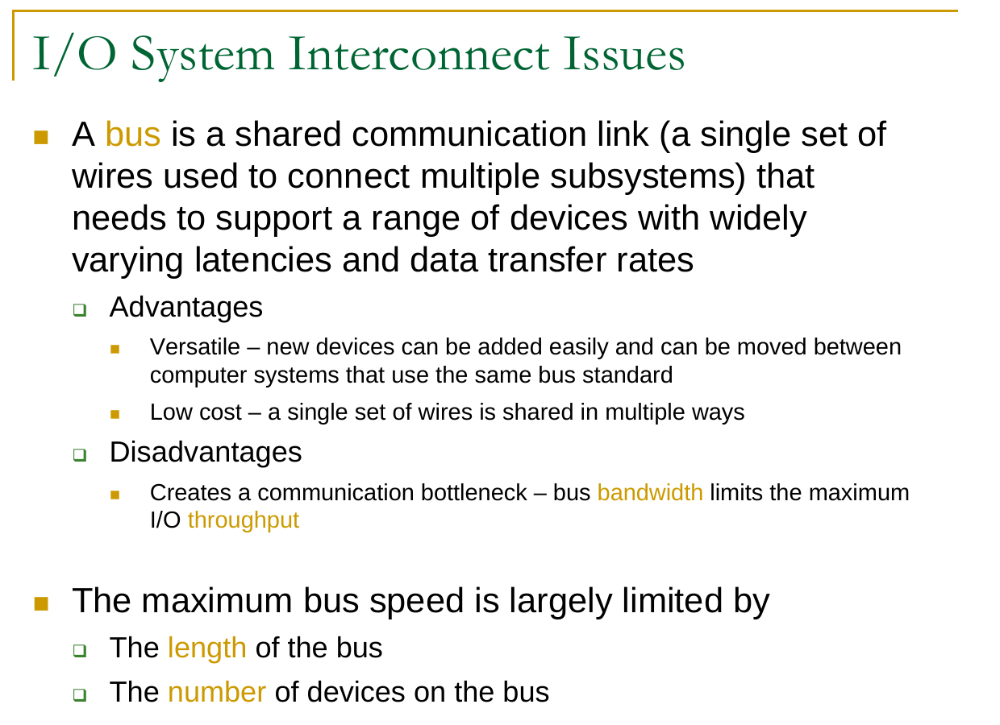 I/O System Interconnect Issues
A bus is a shared communication link (a single set of
wires used to connect multiple subsystems) that
needs to support a range of devices with widely
varying latencies and data transfer rates
Advantages
Versatile – new devices can be added easily and can be moved between
computer systems that use the same bus standard
Low cost – a single set of wires is shared in multiple ways
Disadvantages
Creates a communication bottleneck – bus bandwidth limits the maximum
I/O throughput
The maximum bus speed is largely limited by
The length of the bus
The number of devices on the bus